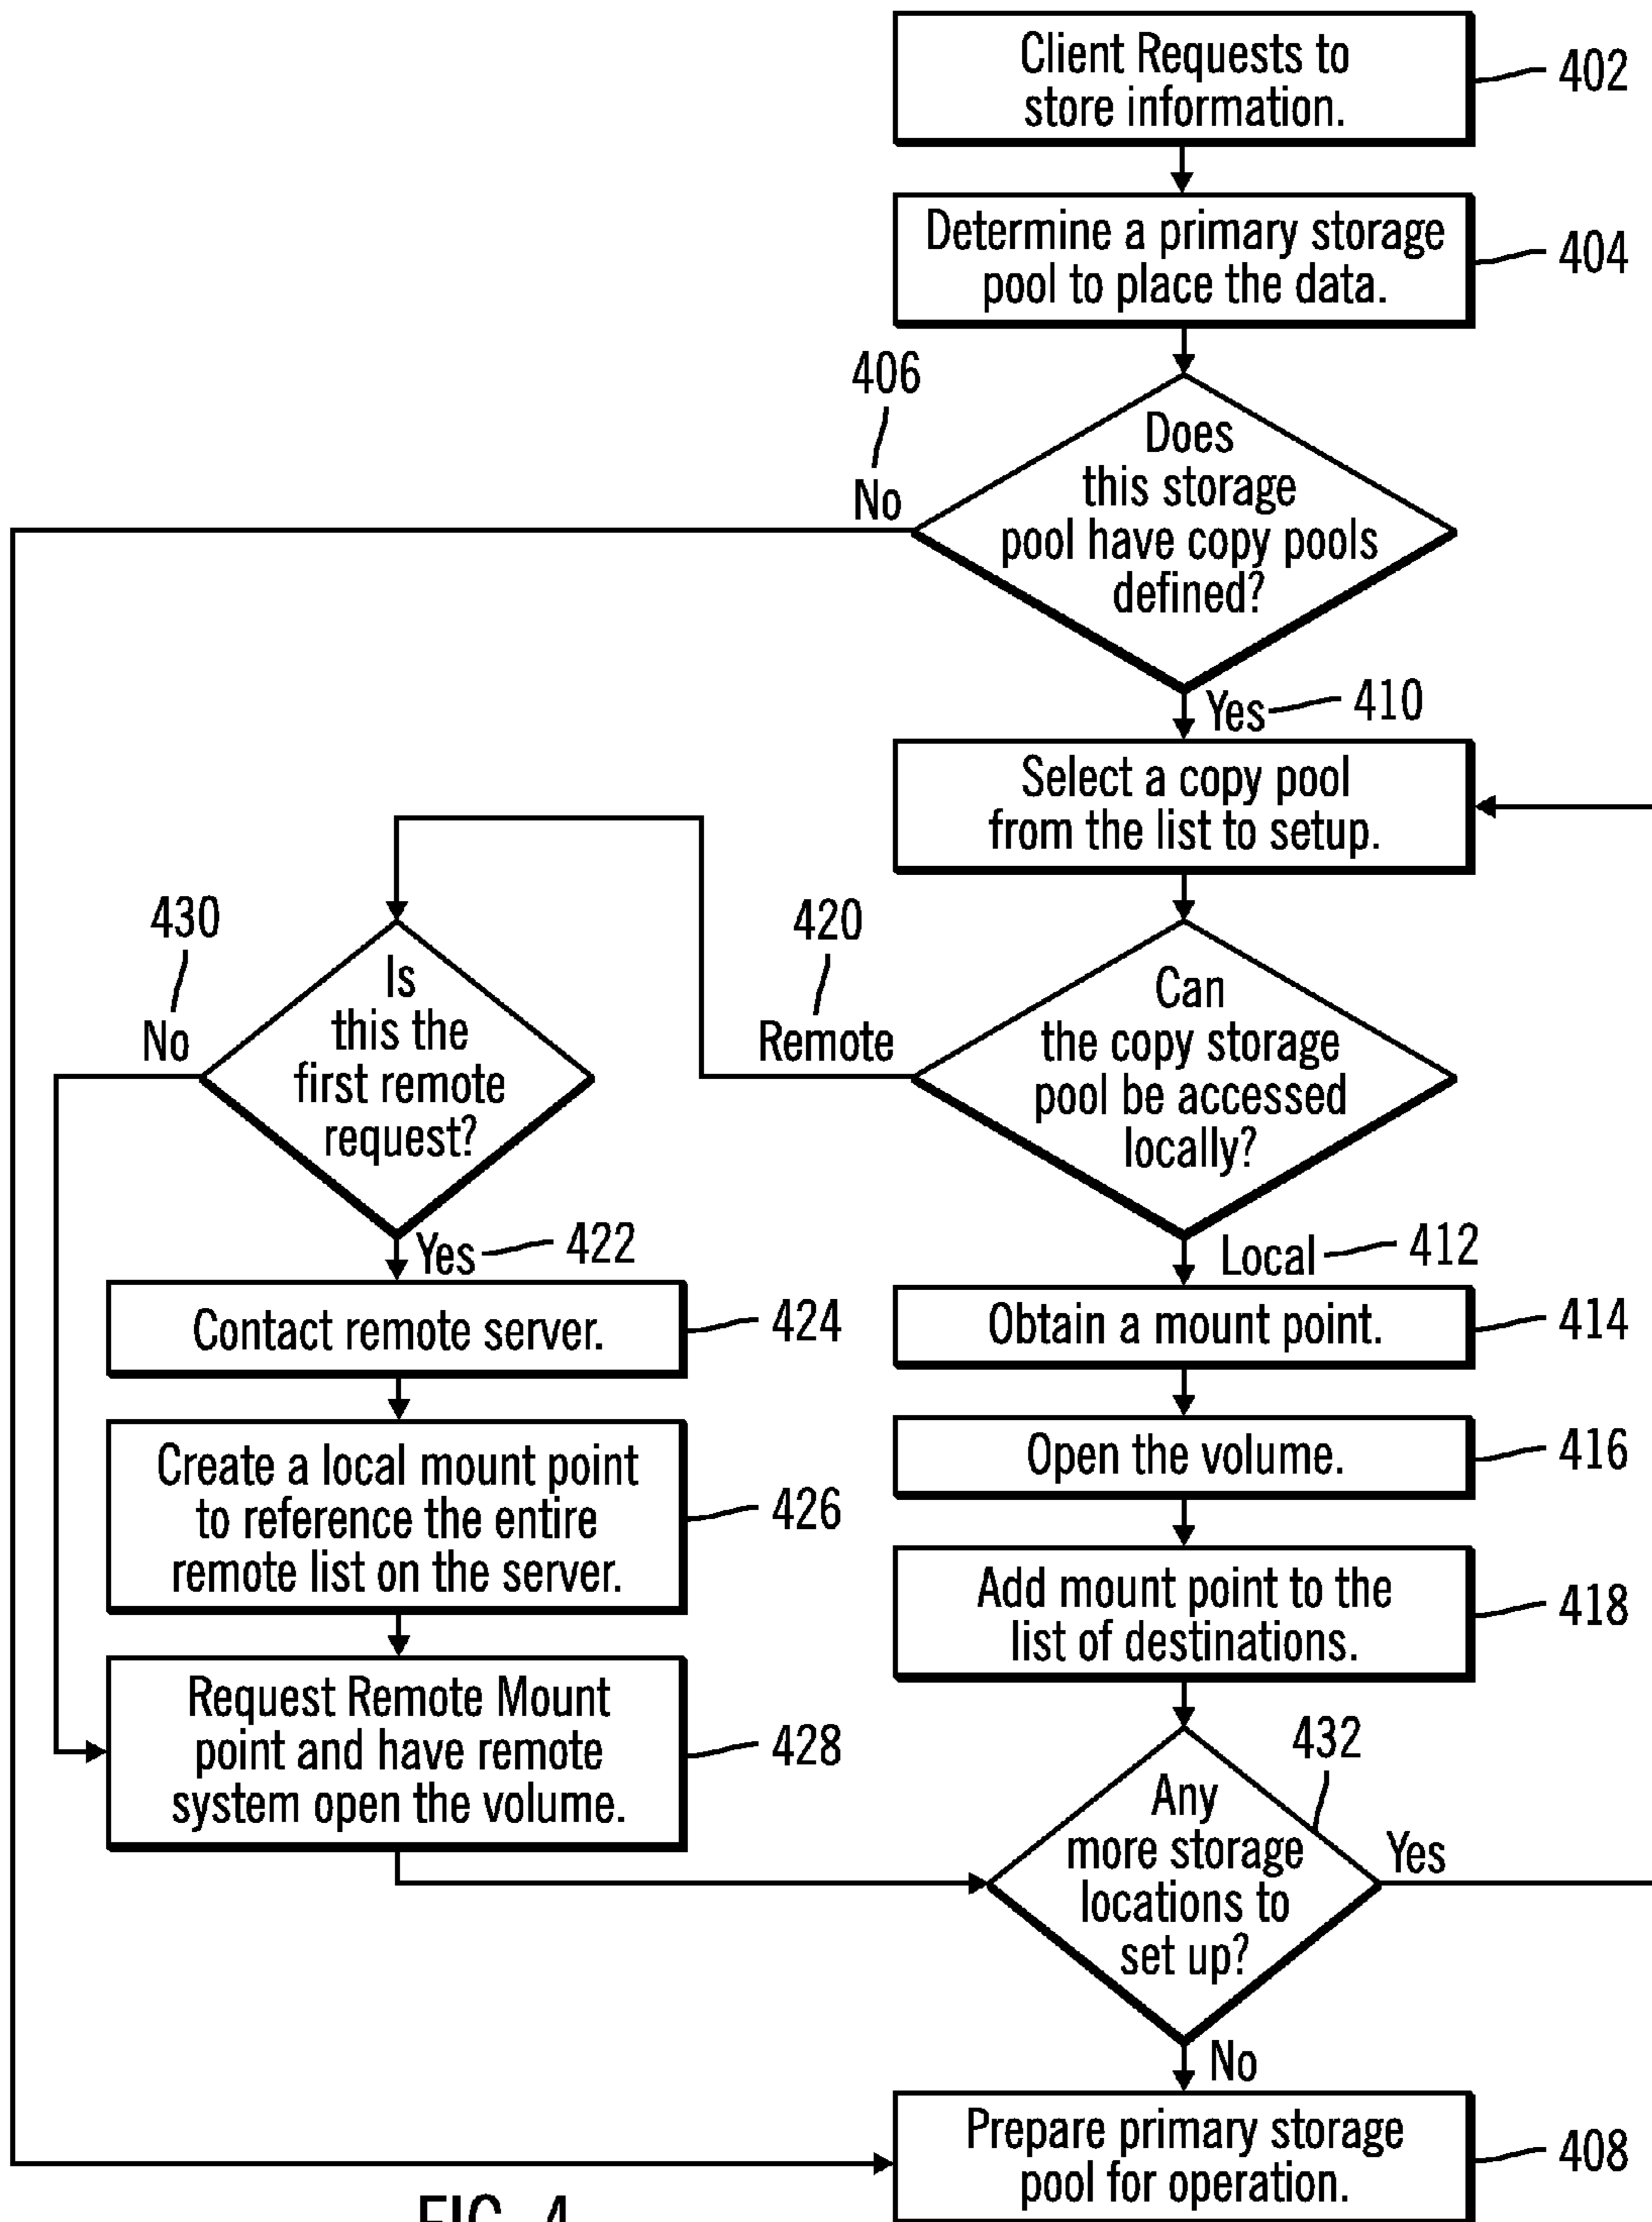 Client Requests to
store information.
402
Determine a primary storage
pool to place the data.
404
406
No
Does
this storage
pool have copy pools
defined?
Yes
410
Select a copy pool
from the list to setup.
430
No
Is
this the
first remote
request?
420
Remote
Can
the copy storage
pool be accessed
locally?
Yes
422
Local
412
Contact remote server.
424
Obtain a mount point.
414
Create a local mount point
to reference the entire
remote list on the server.
426
Open the volume.
416
Add mount point to the
list of destinations.
418
Request Remote Mount
point and have remote
system open the volume.
428
432
Any
more storage
locations to
set up?
Yes
No
Prepare primary storage
pool for operation.
408
FIG. 4